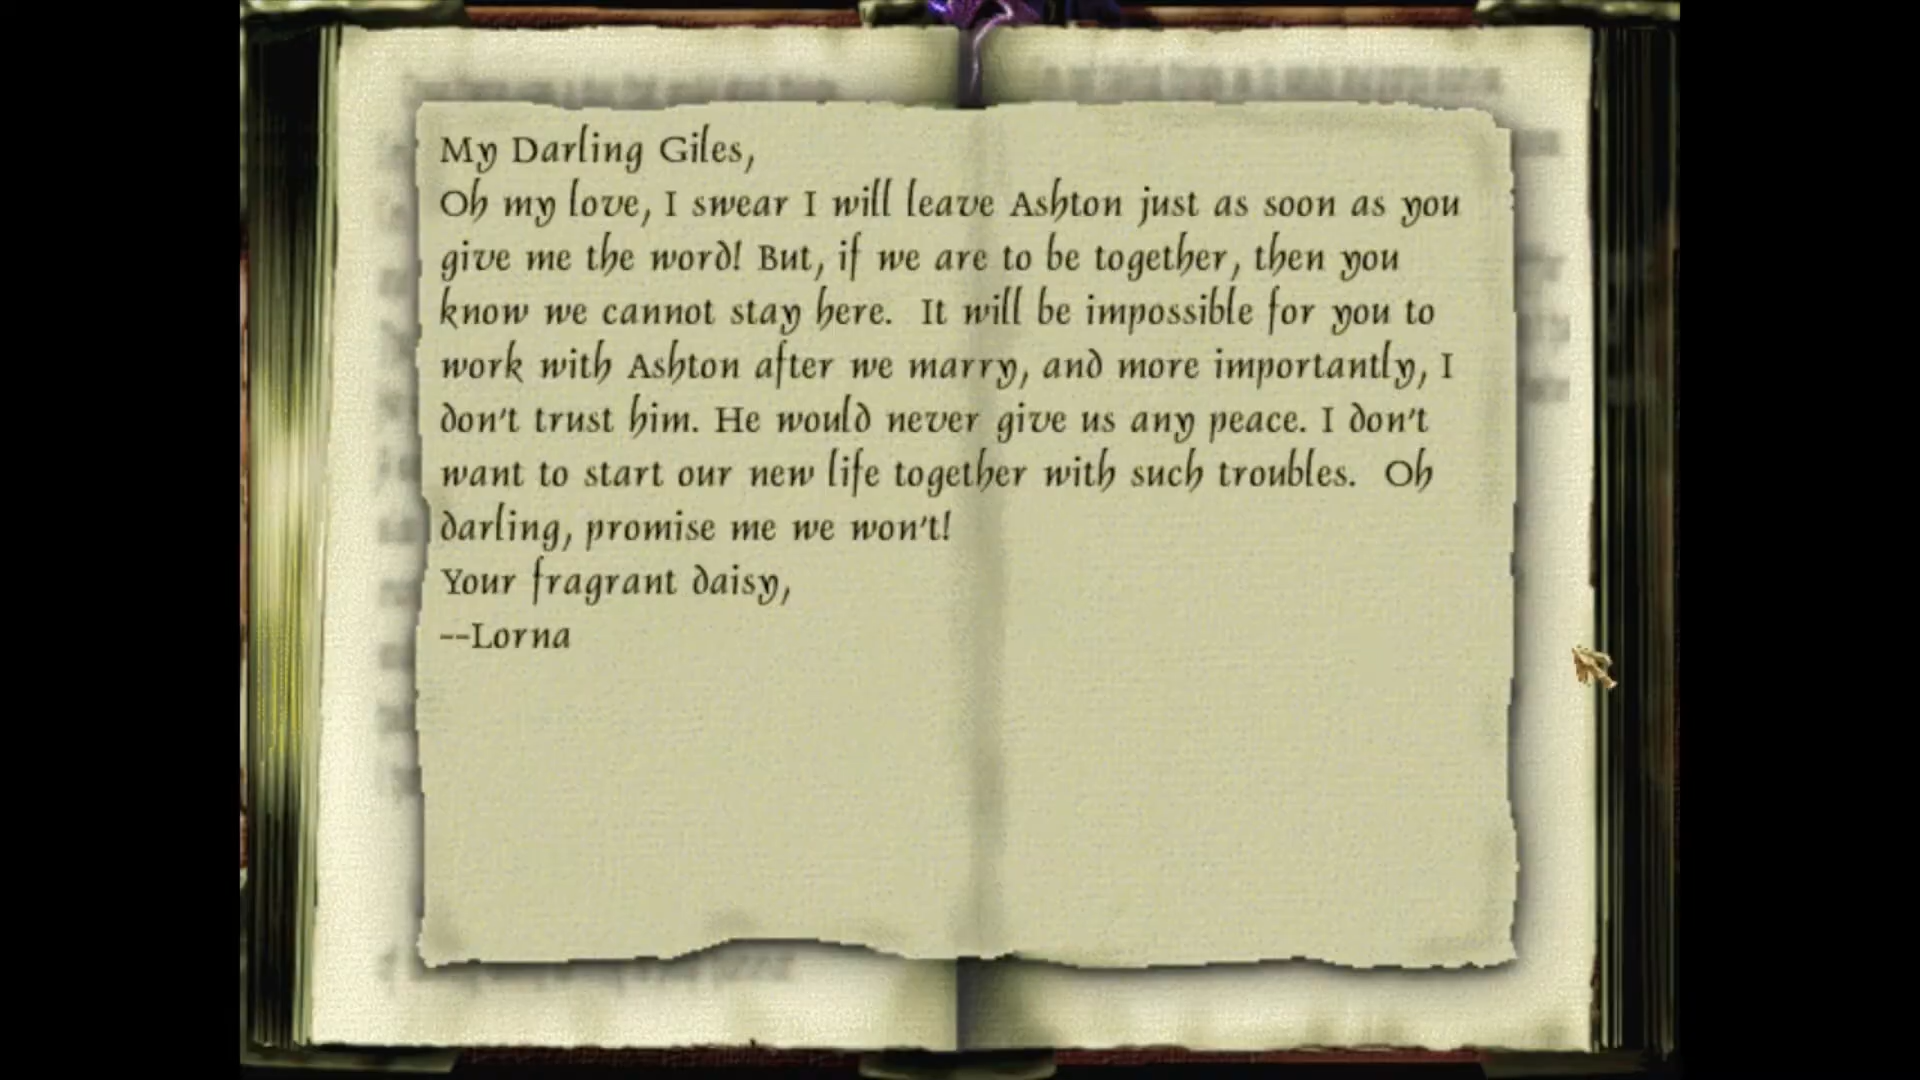 My Darling Giles,
Oh my love, I swear I will leave Ashton just as soon as you
give me the word! But, if we are to be together, then you
know we cannot stay here.  It will be impossible for you to
work with Ashton after we marry, and more importantly, I
don't trust him. He would never give us any peace. I don't
want to start our new life together with such troubles.  Oh
darling, promise me we won't!
Your fragrant daisy,
--Lorna